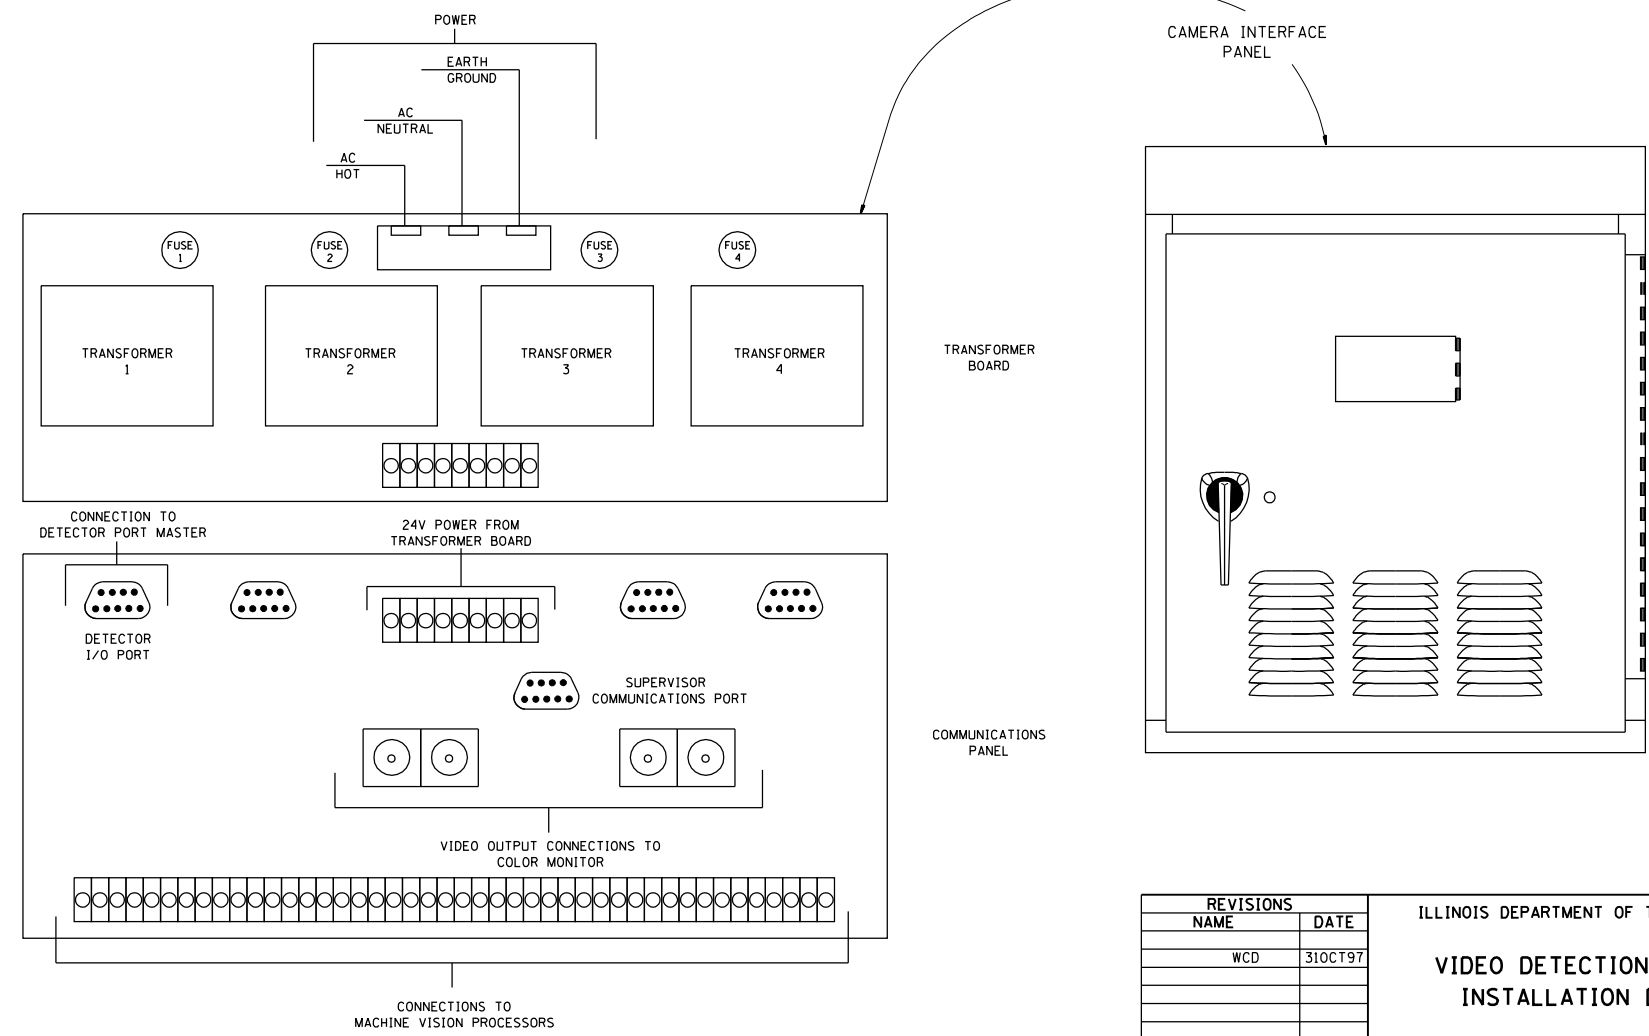 POWER
EARTH
GROUND
AC
NEUTRAL
AC
HOT
CAMERA INTERFACE
PANEL
FUSE
1
FUSE
2
FUSE
3
FUSE
4
TRANSFORMER
1
TRANSFORMER
2
TRANSFORMER
3
TRANSFORMER
4
TRANSFORMER
BOARD
CONNECTION TO
DETECTOR PORT MASTER
24V POWER FROM
TRANSFORMER BOARD
DETECTOR
I/O PORT
SUPERVISOR
COMMUNICATIONS PORT
COMMUNICATIONS
PANEL
VIDEO OUTPUT CONNECTIONS TO
COLOR MONITOR
CONNECTIONS TO
MACHINE VISION PROCESSORS
REVISIONS
NAME DATE
WCD 31OCT97
ILLINOIS DEPARTMENT OF
VIDEO DETECTION
INSTALLATION